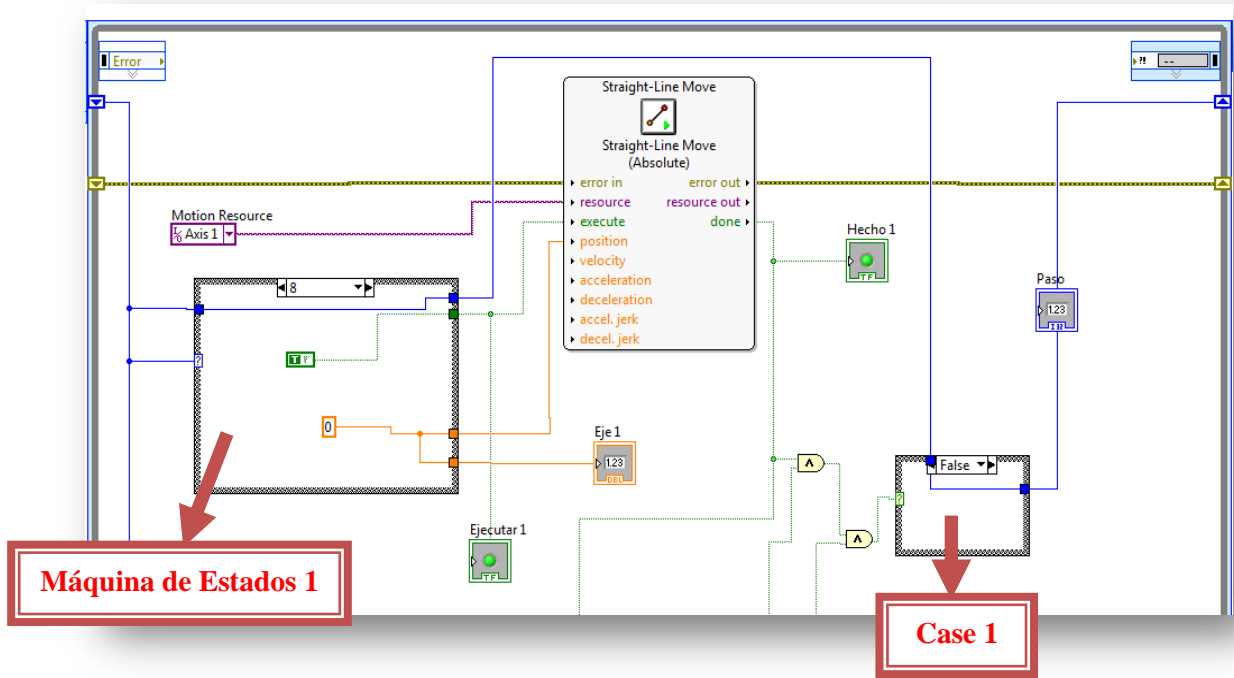 Error
?! --
Straight-Line Move
Straight-Line Move
(Absolute)
error in error out
resource resource out
execute done
position
velocity
acceleration
deceleration
accel. jerk
decel. jerk
Motion Resource
I/O Axis 1
Hecho 1
TF
Paso
1.23
I32
8
?
T
0
Eje 1
1.23
DBL
Ejecutar 1
TF
∧
∧
False
?
Máquina de Estados 1
Case 1